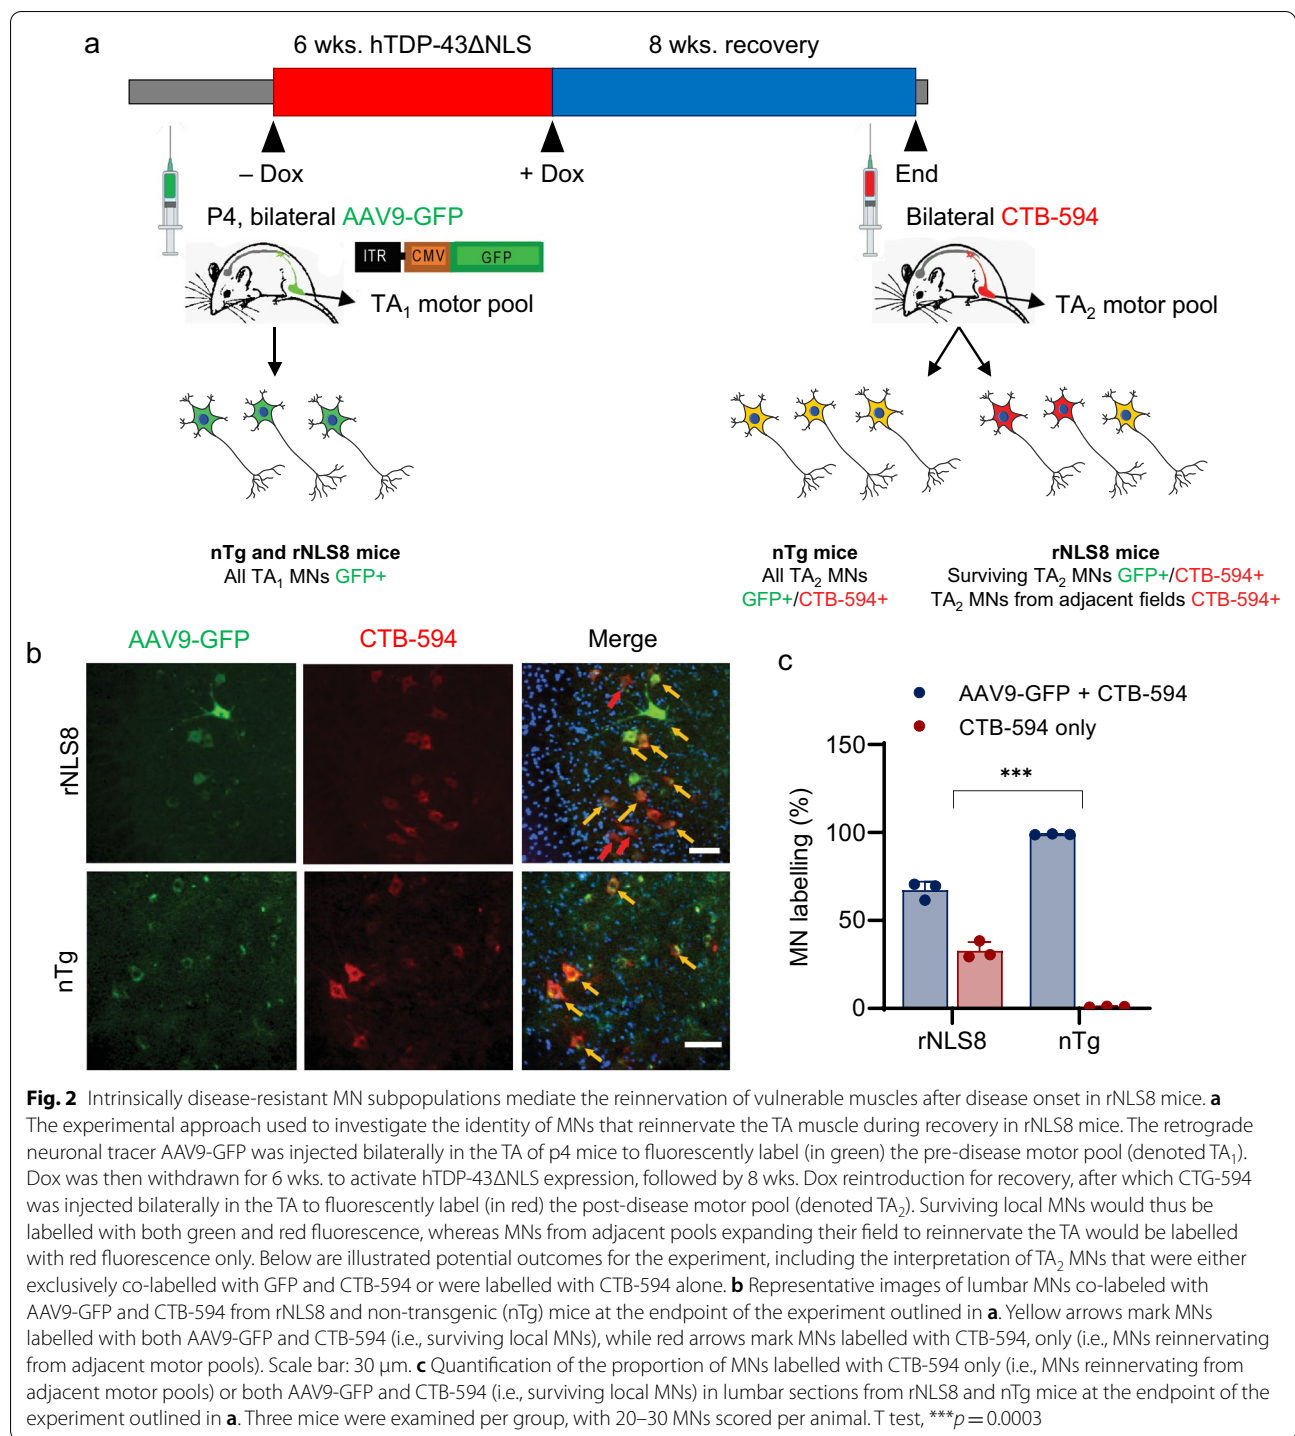 a
6 wks. hTDP-43ΔNLS
8 wks. recovery
– Dox
+ Dox
End
P4, bilateral AAV9-GFP
Bilateral CTB-594
ITR CMV GFP
TA1 motor pool
TA2 motor pool
nTg and rNLS8 mice
All TA1 MNs GFP+
nTg mice
All TA2 MNs
GFP+/CTB-594+
rNLS8 mice
Surviving TA2 MNs GFP+/CTB-594+
TA2 MNs from adjacent fields CTB-594+
b
AAV9-GFP
CTB-594
Merge
rNLS8
nTg
c
AAV9-GFP + CTB-594
CTB-594 only
MN labelling (%)
150
100
50
0
***
rNLS8
nTg
Fig. 2 Intrinsically disease-resistant MN subpopulations mediate the reinnervation of vulnerable muscles after disease onset in rNLS8 mice. a
The experimental approach used to investigate the identity of MNs that reinnervate the TA muscle during recovery in rNLS8 mice. The retrograde
neuronal tracer AAV9-GFP was injected bilaterally in the TA of p4 mice to fluorescently label (in green) the pre-disease motor pool (denoted TA1).
Dox was then withdrawn for 6 wks. to activate hTDP-43ΔNLS expression, followed by 8 wks. Dox reintroduction for recovery, after which CTG-594
was injected bilaterally in the TA to fluorescently label (in red) the post-disease motor pool (denoted TA2). Surviving local MNs would thus be
labelled with both green and red fluorescence, whereas MNs from adjacent pools expanding their field to reinnervate the TA would be labelled
with red fluorescence only. Below are illustrated potential outcomes for the experiment, including the interpretation of TA2 MNs that were either
exclusively co-labelled with GFP and CTB-594 or were labelled with CTB-594 alone. b Representative images of lumbar MNs co-labeled with
AAV9-GFP and CTB-594 from rNLS8 and non-transgenic (nTg) mice at the endpoint of the experiment outlined in a. Yellow arrows mark MNs
labelled with both AAV9-GFP and CTB-594 (i.e., surviving local MNs), while red arrows mark MNs labelled with CTB-594, only (i.e., MNs reinnervating
from adjacent motor pools). Scale bar: 30 µm. c Quantification of the proportion of MNs labelled with CTB-594 only (i.e., MNs reinnervating from
adjacent motor pools) or both AAV9-GFP and CTB-594 (i.e., surviving local MNs) in lumbar sections from rNLS8 and nTg mice at the endpoint of the
experiment outlined in a. Three mice were examined per group, with 20–30 MNs scored per animal. T test, ***p = 0.0003